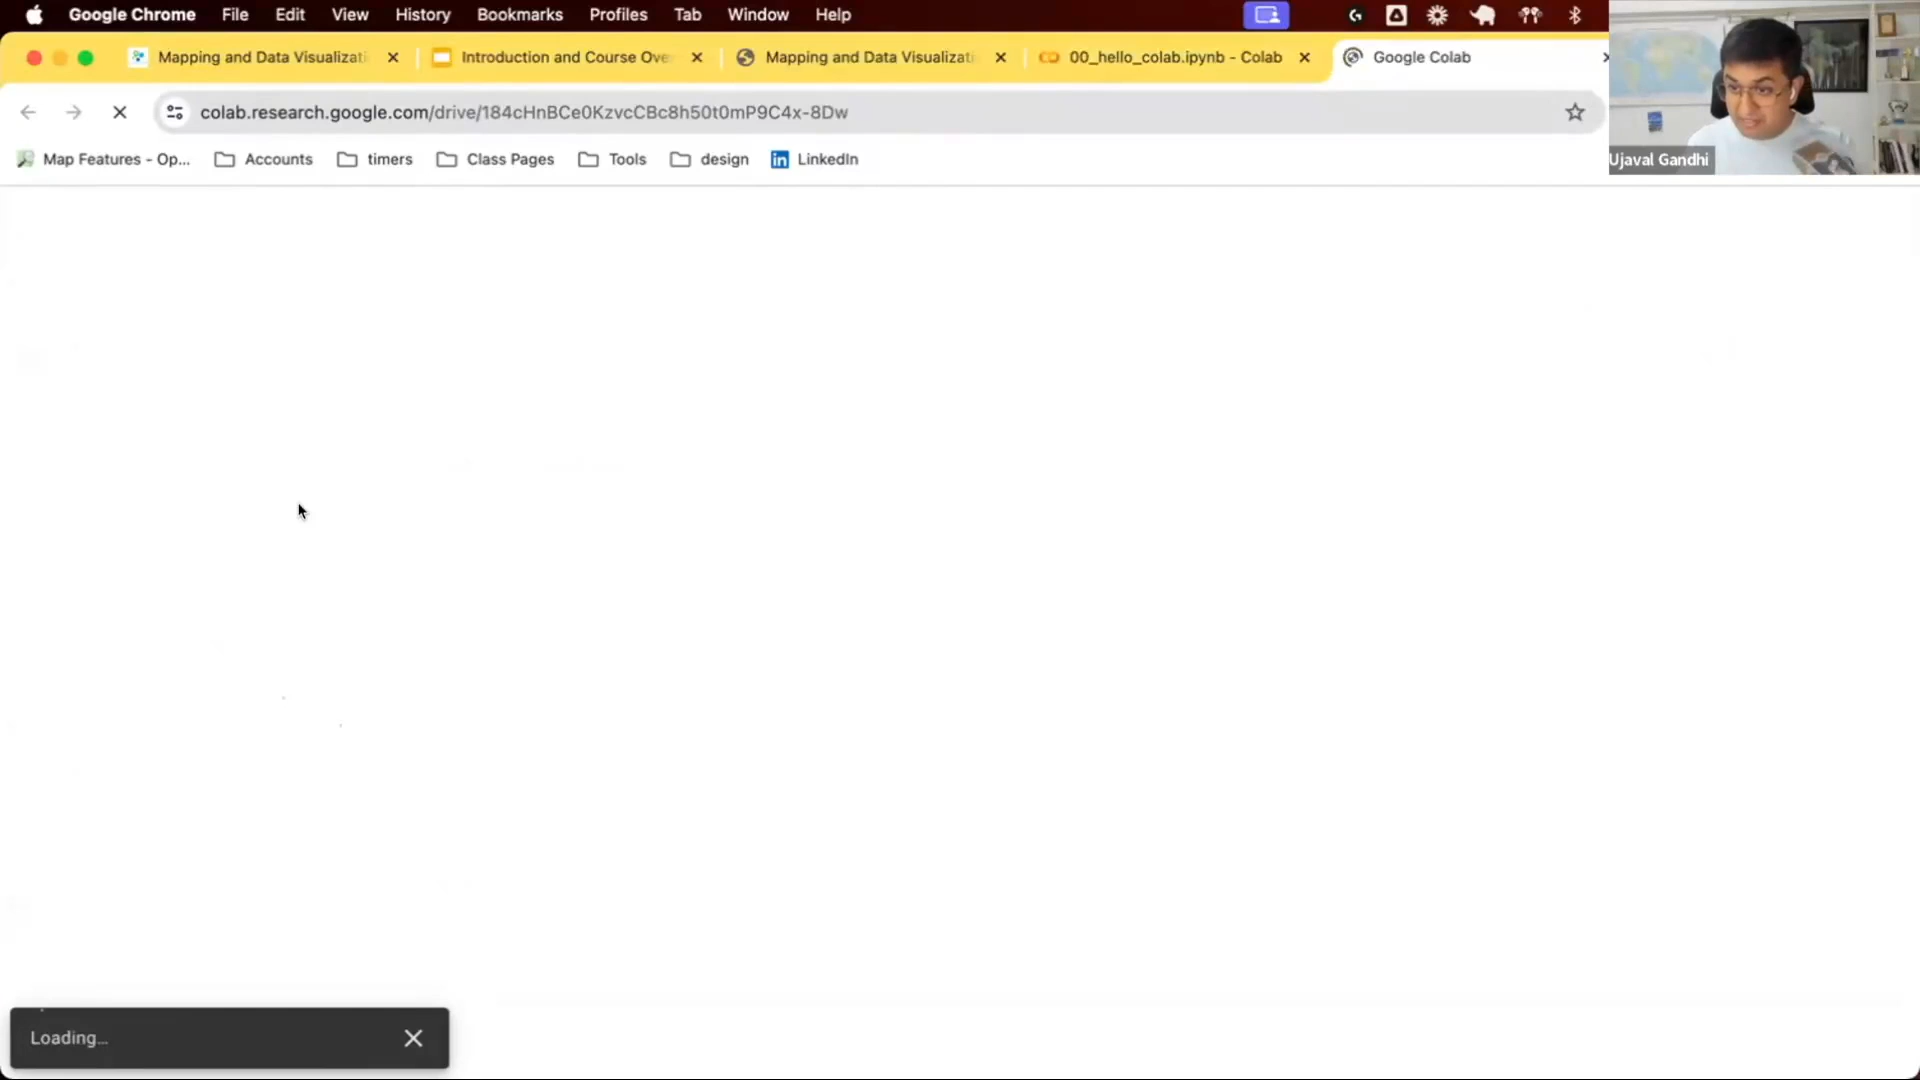 Google Chrome File Edit View History Bookmarks Profiles Tab Window Help
Mapping and Data Visualizati
Introduction and Course Ove
Mapping and Data Visualizati
00_hello_colab.ipynb - Colab
Google Colab
colab.research.google.com/drive/184cHnBCe0KzvcCBc8h50t0mP9C4x-8Dw
Map Features - Op... Accounts timers Class Pages Tools design LinkedIn
Ujaval Gandhi
Loading...